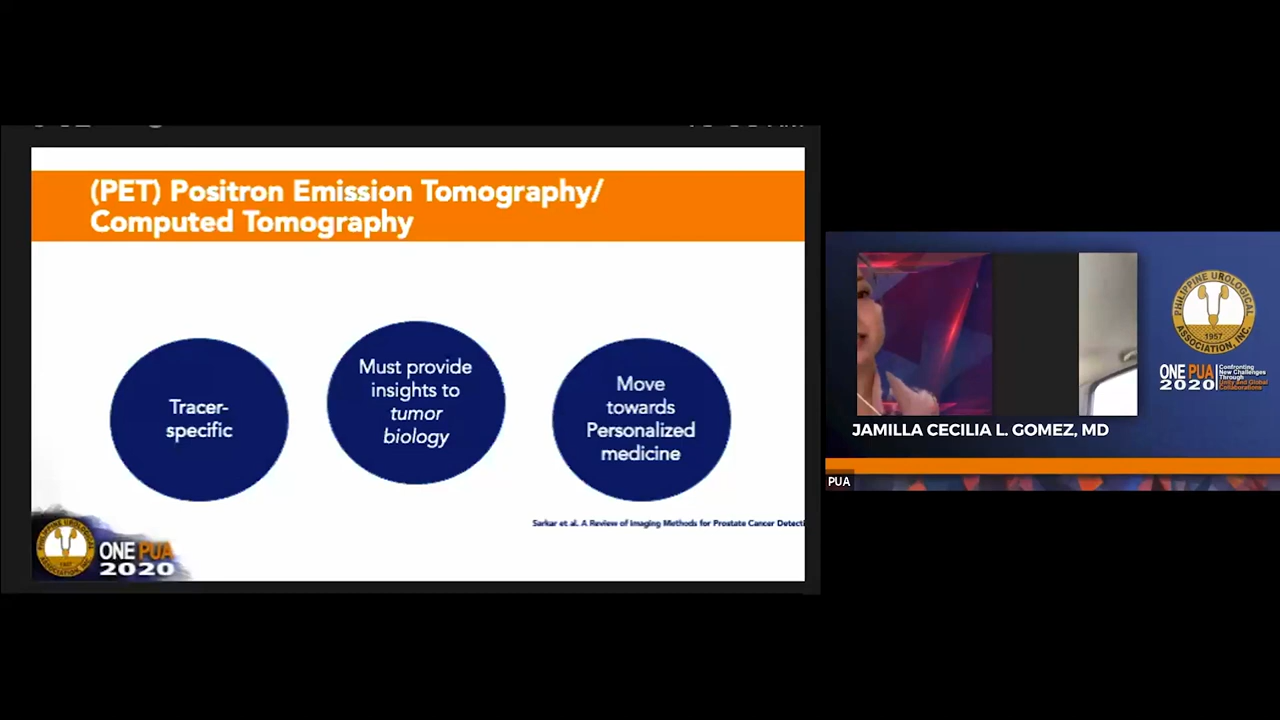 (PET) Positron Emission Tomography/
Computed Tomography
Tracer-
specific
Must provide
insights to
tumor
biology
Move
towards
Personalized
medicine
Sarkar et al. A Review of Imaging Methods for Prostate Cancer Detecti
ONE PUA
2020
PHILIPPINE UROLOGICAL
ASSOCIATION, INC.
1957
ONE PUA
2020
Confronting
New Challenges
Through
Unity and Global
Collaborations
JAMILLA CECILIA L. GOMEZ, MD
PUA